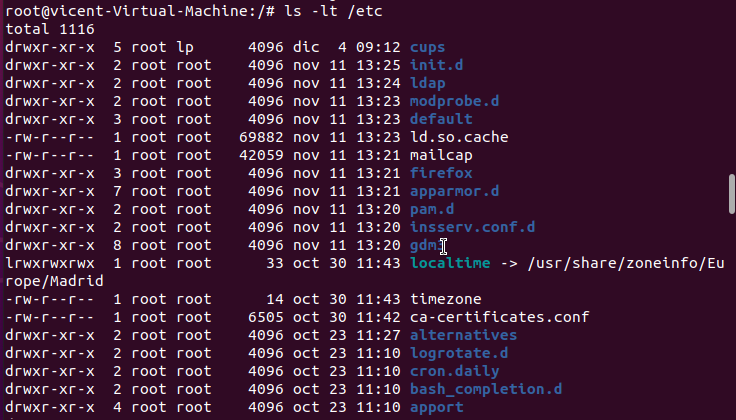 root@vicent-Virtual-Machine:/# ls -lt /etc
total 1116
drwxr-xr-x  5 root lp     4096 dic  4 09:12 cups
drwxr-xr-x  2 root root   4096 nov 11 13:25 init.d
drwxr-xr-x  2 root root   4096 nov 11 13:24 ldap
drwxr-xr-x  2 root root   4096 nov 11 13:23 modprobe.d
drwxr-xr-x  3 root root   4096 nov 11 13:23 default
-rw-r--r--  1 root root  69882 nov 11 13:23 ld.so.cache
-rw-r--r--  1 root root  42059 nov 11 13:21 mailcap
drwxr-xr-x  3 root root   4096 nov 11 13:21 firefox
drwxr-xr-x  7 root root   4096 nov 11 13:21 apparmor.d
drwxr-xr-x  2 root root   4096 nov 11 13:20 pam.d
drwxr-xr-x  2 root root   4096 nov 11 13:20 insserv.conf.d
drwxr-xr-x  8 root root   4096 nov 11 13:20 gdm3
lrwxrwxrwx  1 root root     33 oct 30 11:43 localtime -> /usr/share/zoneinfo/Eu
rope/Madrid
-rw-r--r--  1 root root     14 oct 30 11:43 timezone
-rw-r--r--  1 root root   6505 oct 30 11:42 ca-certificates.conf
drwxr-xr-x  2 root root   4096 oct 23 11:27 alternatives
drwxr-xr-x  2 root root   4096 oct 23 11:10 logrotate.d
drwxr-xr-x  2 root root   4096 oct 23 11:10 cron.daily
drwxr-xr-x  2 root root   4096 oct 23 11:10 bash_completion.d
drwxr-xr-x  4 root root   4096 oct 23 11:10 apport